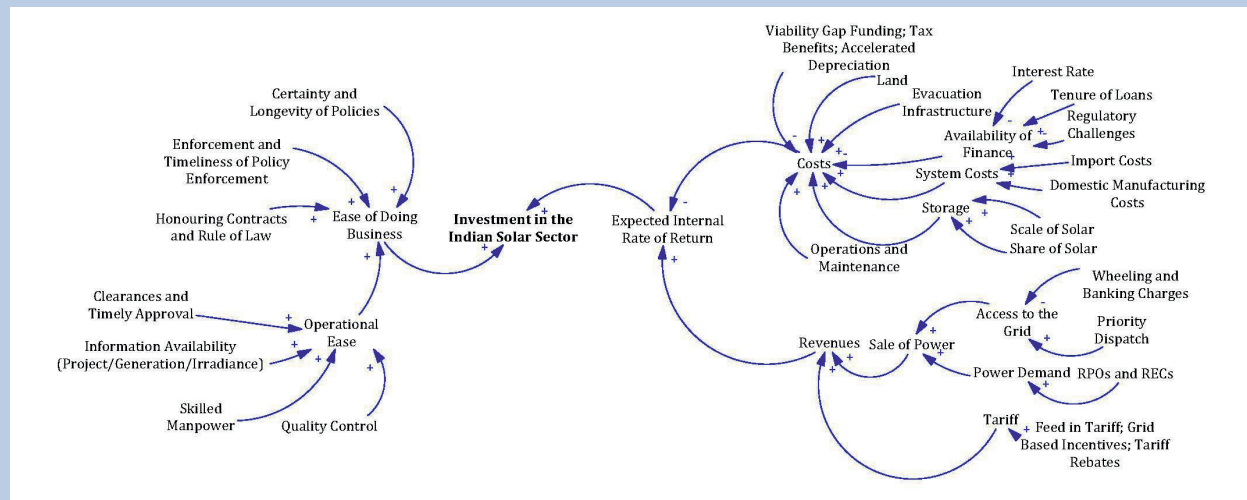 Viability Gap Funding; Tax
Benefits; Accelerated
Depreciation
Land
Interest Rate
Evacuation
Infrastructure
Tenure of Loans
Regulatory
Challenges
Certainty and
Longevity of Policies
Availability of
Finance
Enforcement and
Timeliness of Policy
Enforcement
Costs
System Costs
Import Costs
Domestic Manufacturing
Costs
Storage
Honouring Contracts
and Rule of Law
Ease of Doing
Business
Investment in the
Indian Solar Sector
Expected Internal
Rate of Return
Scale of Solar
Share of Solar
Operations and
Maintenance
Wheeling and
Banking Charges
Clearances and
Timely Approval
Operational
Ease
Access to the
Grid
Priority
Dispatch
Information Availability
(Project/Generation/Irradiance)
Revenues
Sale of Power
Power Demand
RPOs and RECs
Skilled
Manpower
Quality Control
Tariff
Feed in Tariff; Grid
Based Incentives; Tariff
Rebates